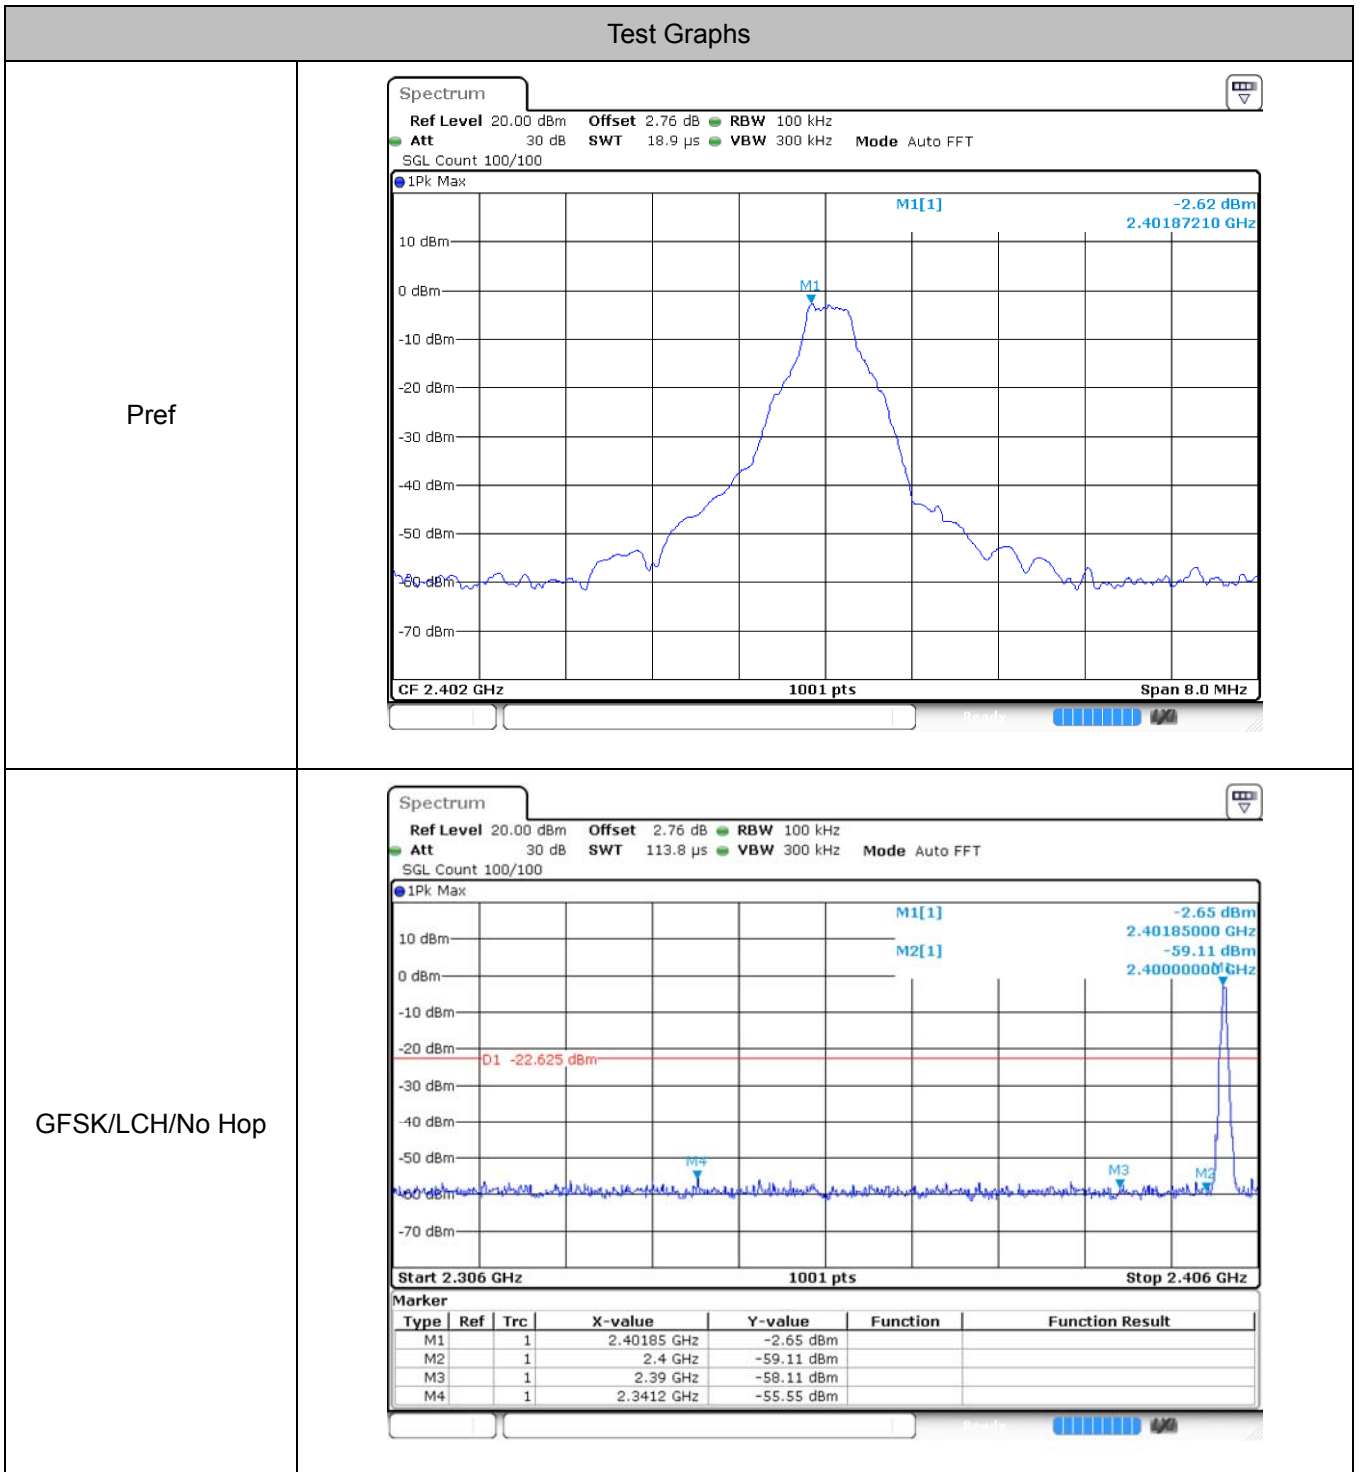 Test Graphs
Pref
Spectrum
Ref Level 20.00 dBm Offset 2.76 dB RBW 100 kHz
Att 30 dB SWT 18.9 µs VBW 300 kHz Mode Auto FFT
SGL Count 100/100
1Pk Max
M1[1] -2.62 dBm
2.40187210 GHz
10 dBm
M1
0 dBm
-10 dBm
-20 dBm
-30 dBm
-40 dBm
-50 dBm
-60 dBm
-70 dBm
CF 2.402 GHz 1001 pts Span 8.0 MHz
Ready
LXI
GFSK/LCH/No Hop
Spectrum
Ref Level 20.00 dBm Offset 2.76 dB RBW 100 kHz
Att 30 dB SWT 113.8 µs VBW 300 kHz Mode Auto FFT
SGL Count 100/100
1Pk Max
M1[1] -2.65 dBm
2.40185000 GHz
10 dBm
M2[1] -59.11 dBm
2.40000000 GHz
M1
0 dBm
-10 dBm
-20 dBm
D1 -22.625 dBm
-30 dBm
-40 dBm
-50 dBm
M4 M3 M2
-60 dBm
-70 dBm
Start 2.306 GHz 1001 pts Stop 2.406 GHz
Marker
Type Ref Trc X-value Y-value Function Function Result
M1 1 2.40185 GHz -2.65 dBm
M2 1 2.4 GHz -59.11 dBm
M3 1 2.39 GHz -58.11 dBm
M4 1 2.3412 GHz -55.55 dBm
Ready
LXI